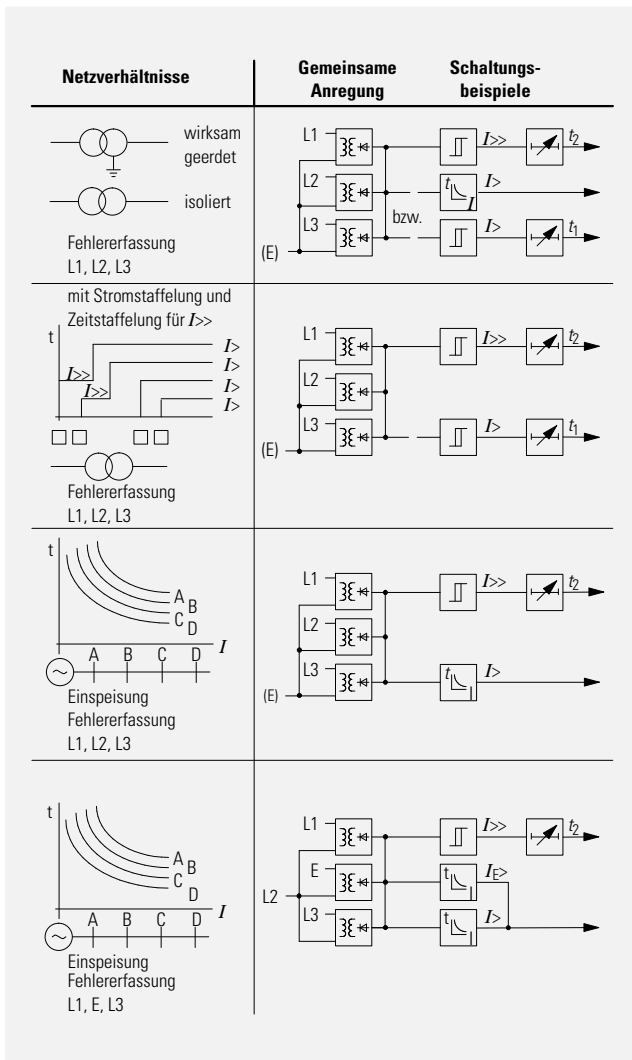 Netzverhältnisse
Gemeinsame
Anregung
Schaltungs-
beispiele
wirksam
geerdet
isoliert
Fehlererfassung
L1, L2, L3
L1
L2
L3
(E)
bzw.
I>>
t2
I>
t
I
I>
t1
mit Stromstaffelung und
Zeitstaffelung für I>>
t
I>>
I>>
I>
I>
I>
I>
Fehlererfassung
L1, L2, L3
L1
L2
L3
(E)
I>>
t2
I>
t1
t
A
B
C
D
I
A B C D
Einspeisung
Fehlererfassung
L1, L2, L3
L1
L2
L3
(E)
I>>
t2
t
I
I>
t
A
B
C
D
I
A B C D
Einspeisung
Fehlererfassung
L1, E, L3
L1
E
L3
L2
I>>
t2
t
I
IE>
t
I
I>